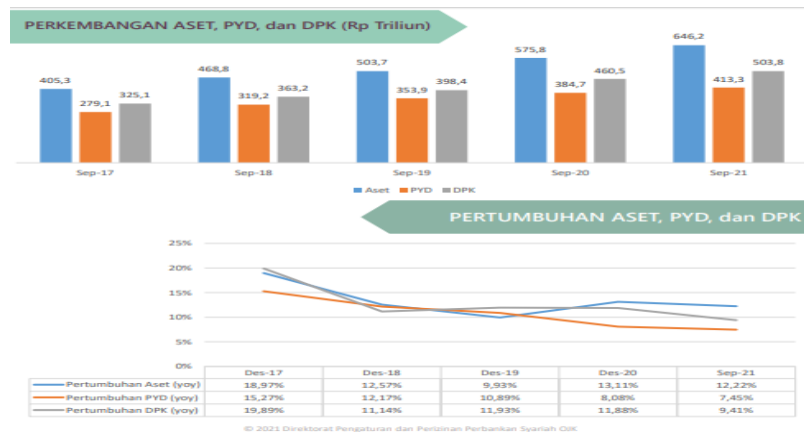 PERKEMBANGAN ASET, PYD, dan DPK (Rp Triliun)
405,3 279,1 325,1 468,8 319,2 363,2 503,7 353,9 398,4 575,8 384,7 460,5 646,2 413,3 503,8
Sep-17 Sep-18 Sep-19 Sep-20 Sep-21
Aset PYD DPK
PERTUMBUHAN ASET, PYD, dan DPK
25%
20%
15%
10%
5%
0%
Des-17 Des-18 Des-19 Des-20 Sep-21
Pertumbuhan Aset (yoy) 18,97% 12,57% 9,93% 13,11% 12,22%
Pertumbuhan PYD (yoy) 15,27% 12,17% 10,89% 8,08% 7,45%
Pertumbuhan DPK (yoy) 19,89% 11,14% 11,93% 11,88% 9,41%
© 2021 Direktorat Pengaturan dan Perizinan Perbankan Syariah OJK